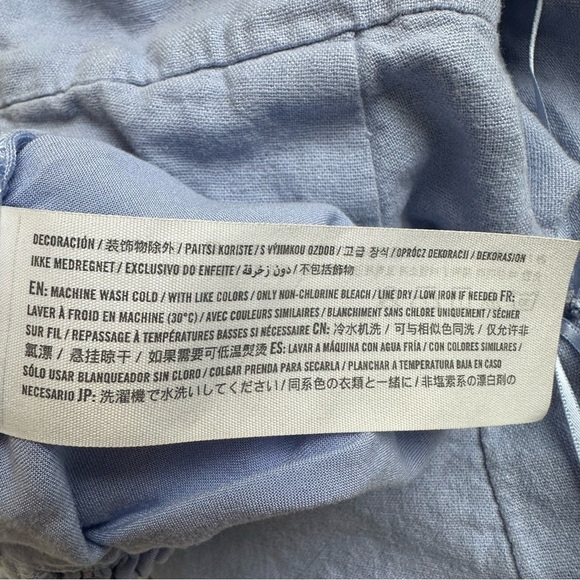 DECORACIÓN / 装饰物除外 / PAITSI KORISTE / S VÝJIMKOU OZDOB / 고급 장식 / OPRÓCZ DEKORACJI / DEKORASJON
IKKE MEDREGNET / EXCLUSIVO DO ENFEITE / دون زخرفة / 不包括飾物
EN: MACHINE WASH COLD / WITH LIKE COLORS / ONLY NON-CHLORINE BLEACH / LINE DRY / LOW IRON IF NEEDED FR:
LAVER À FROID EN MACHINE (30°C) / AVEC COULEURS SIMILAIRES / BLANCHIMENT SANS CHLORE UNIQUEMENT / SÉCHER
SUR FIL / REPASSAGE À TEMPÉRATURES BASSES SI NÉCESSAIRE CN: 冷水机洗 / 可与相似色同洗 / 仅允许非
氯漂 / 悬挂晾干 / 如果需要可低温熨烫 ES: LAVAR A MÁQUINA CON AGUA FRÍA / CON COLORES SIMILARES /
SÓLO USAR BLANQUEADOR SIN CLORO / COLGAR PRENDA PARA SECARLA / PLANCHAR A TEMPERATURA BAJA EN CASO
NECESARIO JP: 洗濯機で水洗いしてください / 同系色の衣類と一緒に / 非塩素系の漂白剤の